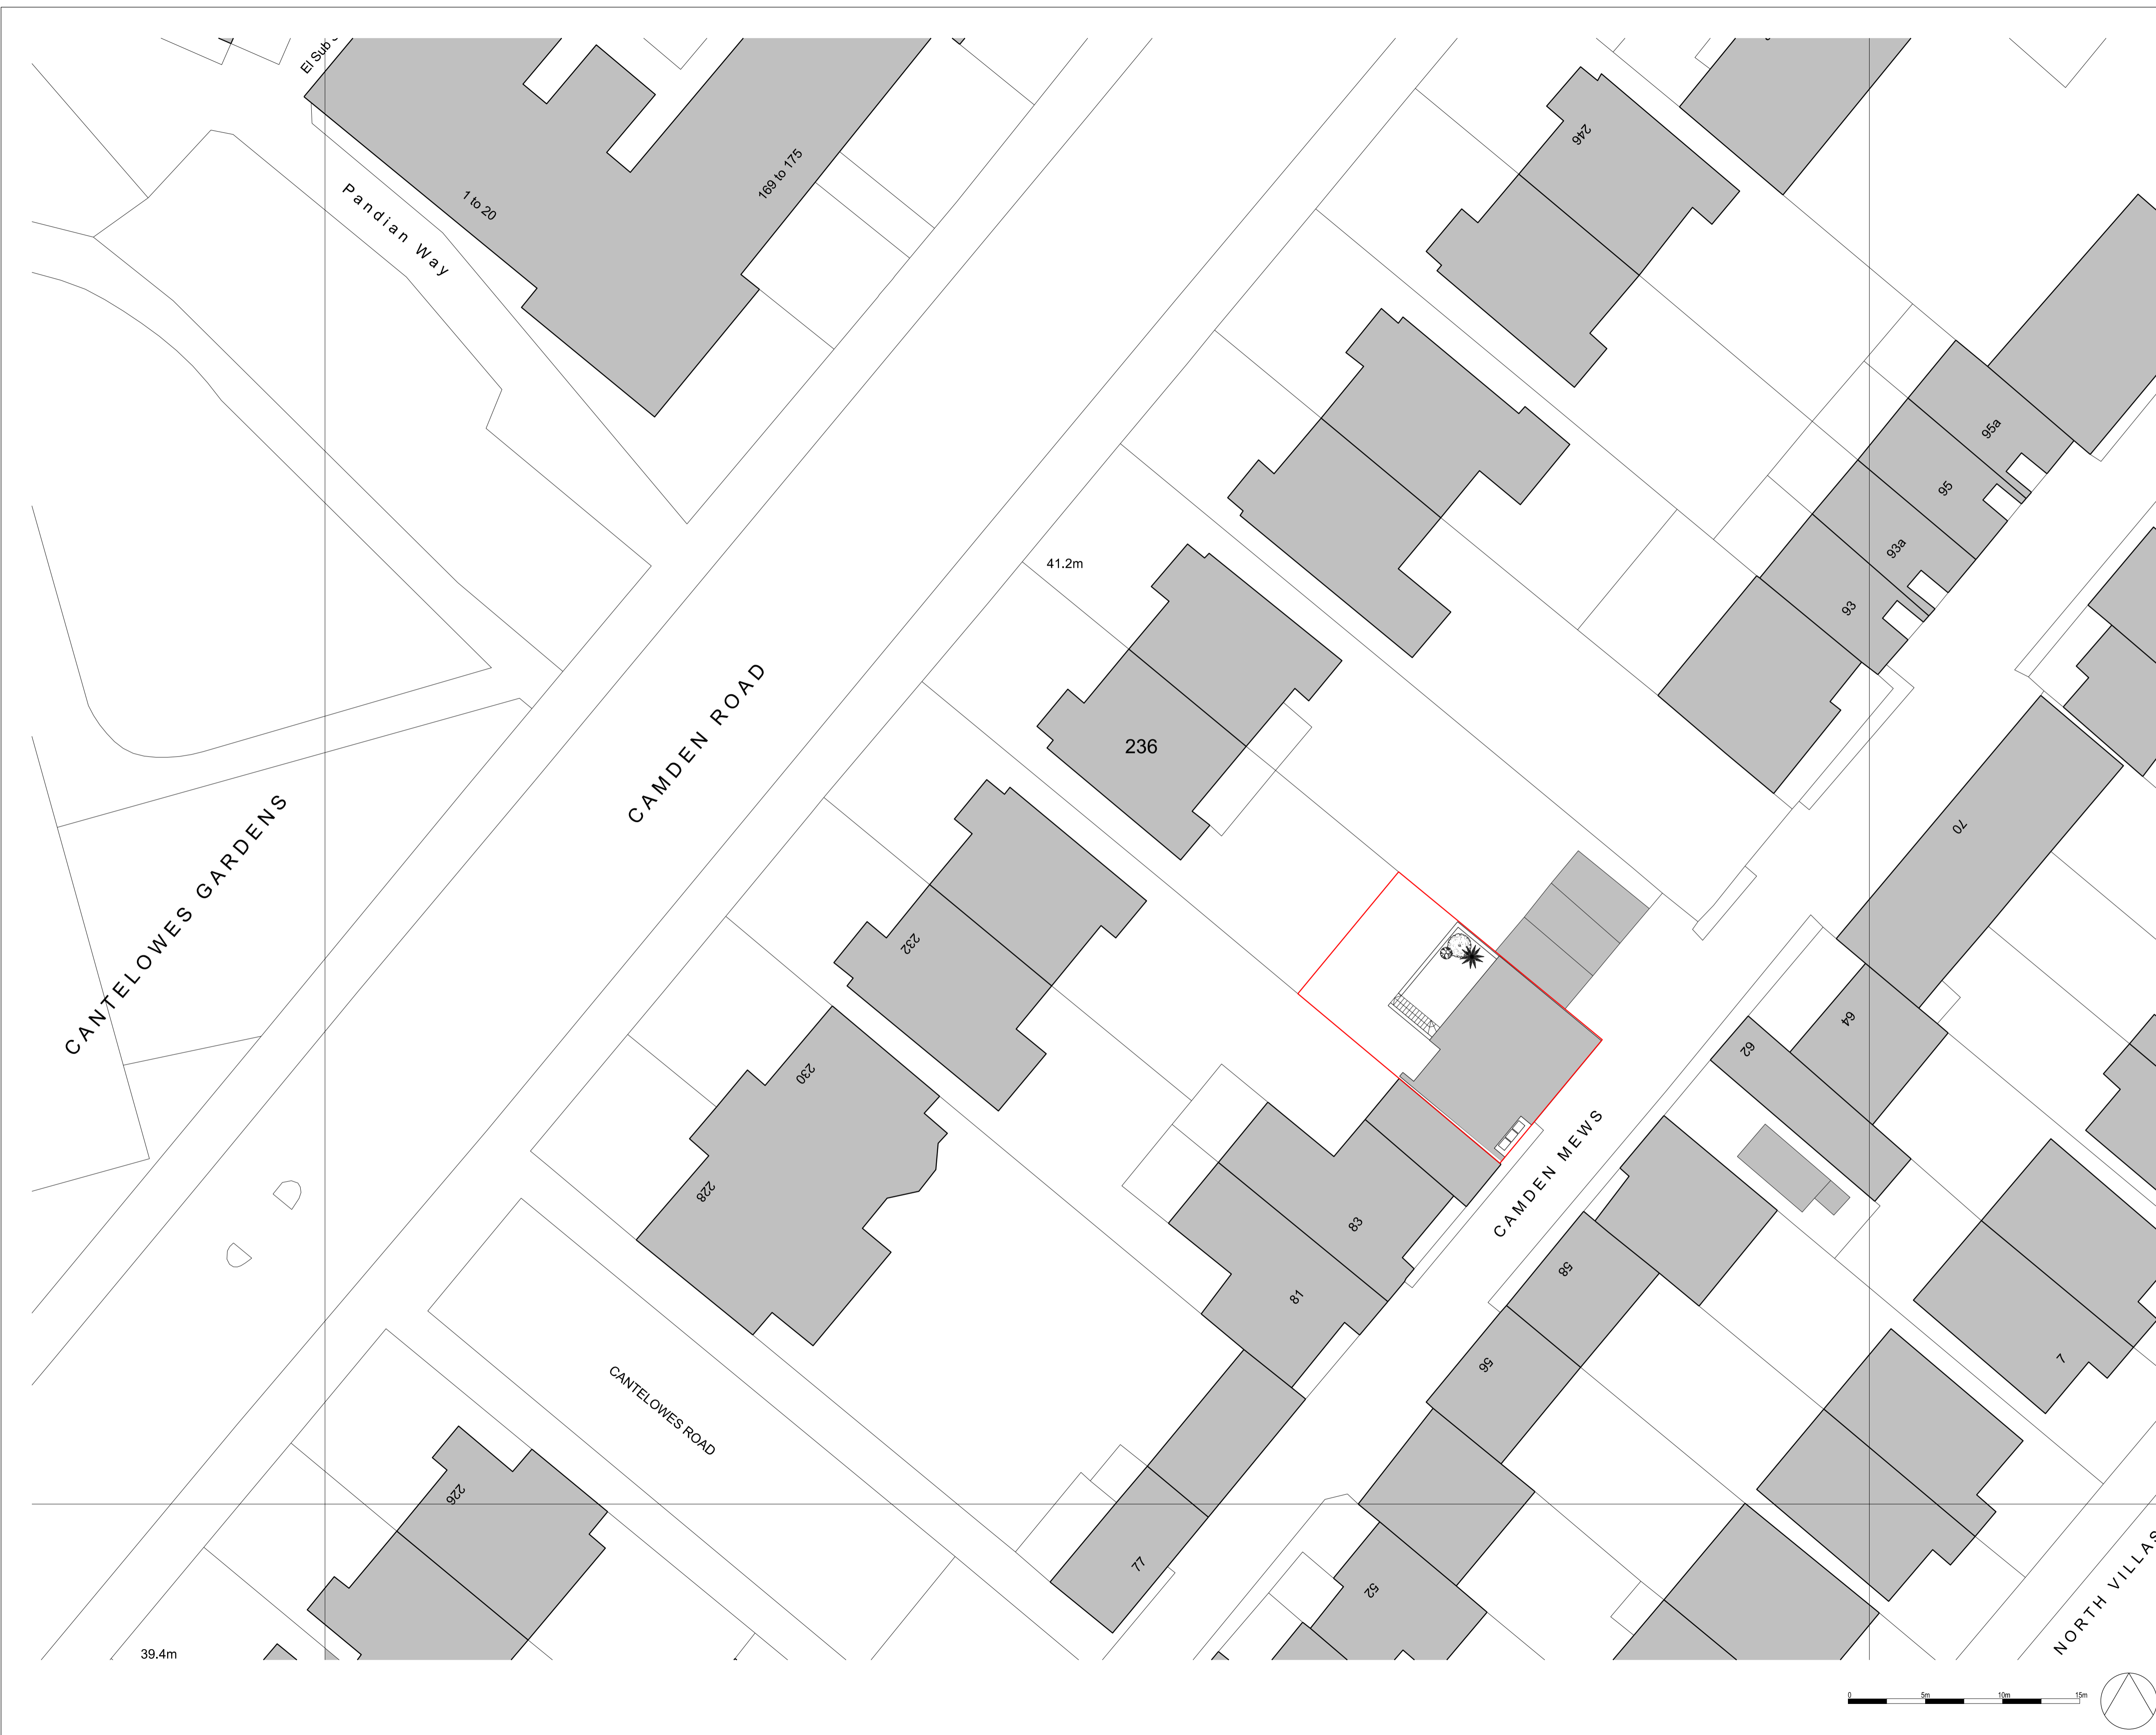 El Sub
246
Pandian Way
1 to 20
169 to 175
95a
95
93a
93
41.2m
CAMDEN ROAD
236
70
CANTELOWES GARDENS
232
64
62
230
CAMDEN MEWS
228
83
58
81
56
7
CANTELOWES ROAD
226
77
52
NORTH VILLAS
39.4m
0 5m 10m 15m